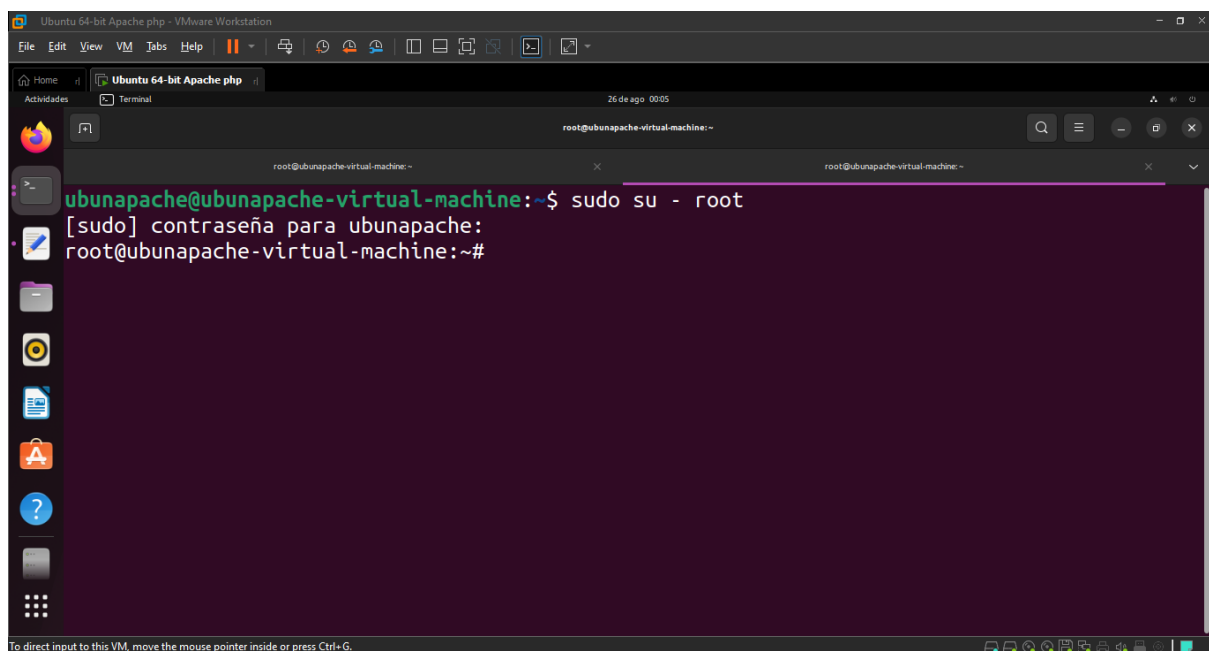 Ubuntu 64-bit Apache php - VMware Workstation
File Edit View VM Tabs Help
Home
Ubuntu 64-bit Apache php
Actividades
Terminal
26 de ago 00:05
root@ubunapache-virtual-machine:~
root@ubunapache-virtual-machine: ~
root@ubunapache-virtual-machine: ~
ubunapache@ubunapache-virtual-machine:~$ sudo su - root
[sudo] contraseña para ubunapache:
root@ubunapache-virtual-machine:~#
To direct input to this VM, move the mouse pointer inside or press Ctrl+G.